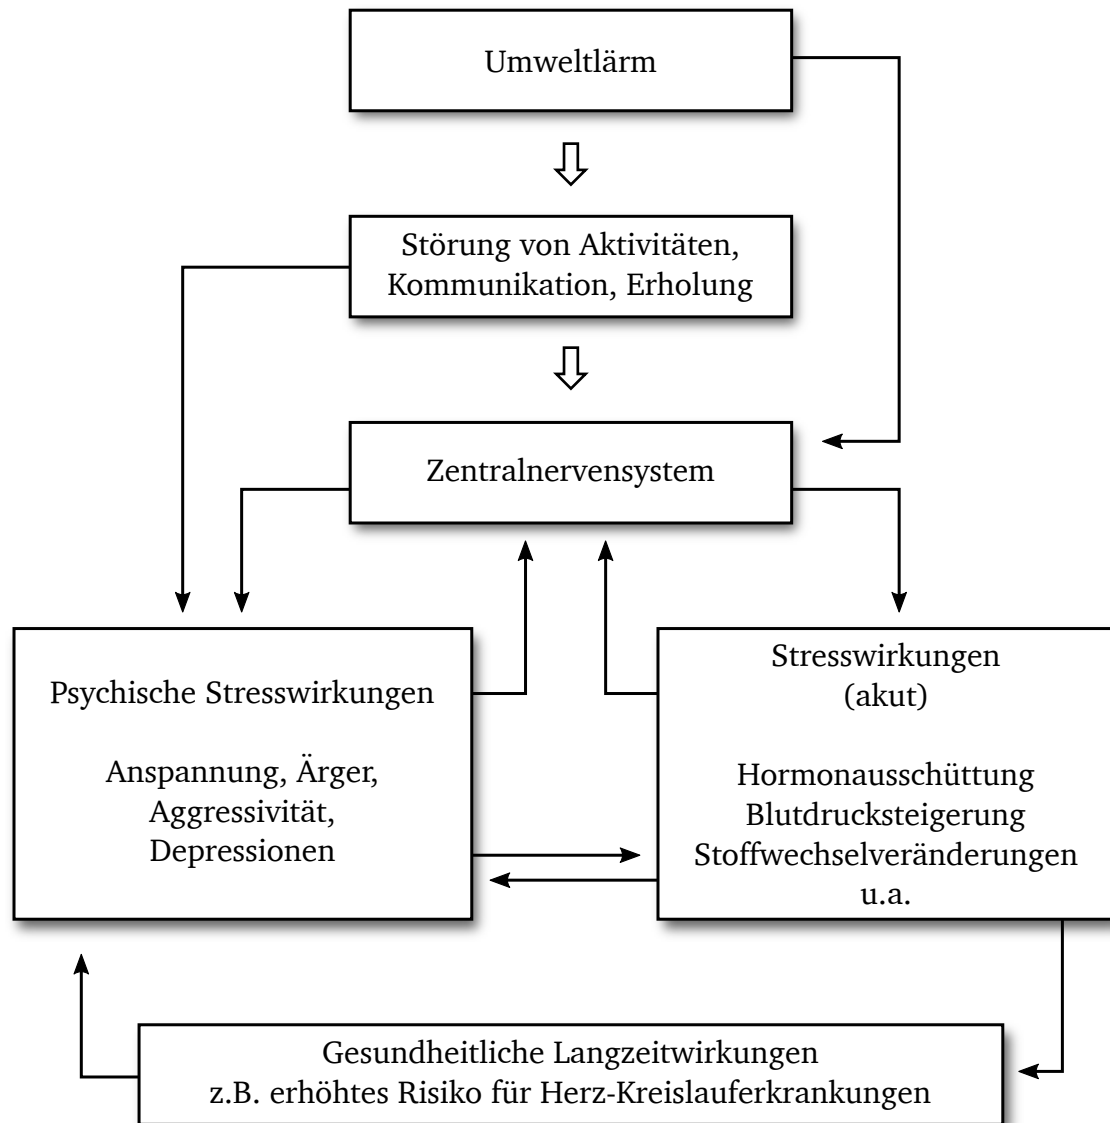 Umweltlärm
Störung von Aktivitäten,
Kommunikation, Erholung
Zentralnervensystem
Psychische Stresswirkungen
Anspannung, Ärger,
Aggressivität,
Depressionen
Stresswirkungen
(akut)
Hormonausschüttung
Blutdrucksteigerung
Stoffwechselveränderungen
u.a.
Gesundheitliche Langzeitwirkungen
z.B. erhöhtes Risiko für Herz-Kreislauferkrankungen